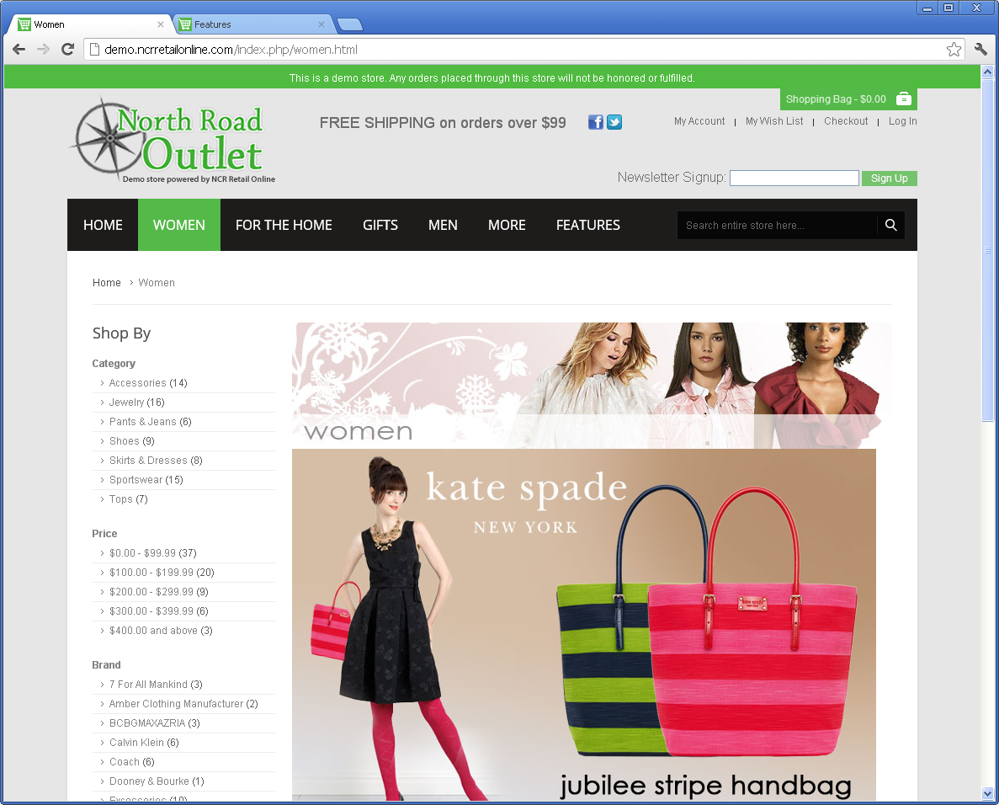 Women
Features
demo.ncrretailonline.com/index.php/women.html
This is a demo store. Any orders placed through this store will not be honored or fulfilled.
Shopping Bag - $0.00
North Road
Outlet
Demo store powered by NCR Retail Online
FREE SHIPPING on orders over $99
My Account | My Wish List | Checkout | Log In
Newsletter Signup:
Sign Up
HOME WOMEN FOR THE HOME GIFTS MEN MORE FEATURES
Search entire store here...
Home > Women
Shop By
Category
Accessories (14)
Jewelry (16)
Pants & Jeans (6)
Shoes (9)
Skirts & Dresses (8)
Sportswear (15)
Tops (7)
Price
$0.00 - $99.99 (37)
$100.00 - $199.99 (20)
$200.00 - $299.99 (9)
$300.00 - $399.99 (6)
$400.00 and above (3)
Brand
7 For All Mankind (3)
Amber Clothing Manufacturer (2)
BCBGMAXAZRIA (3)
Calvin Klein (6)
Coach (6)
Dooney & Bourke (1)
women
kate spade
NEW YORK
kate spade
jubilee stripe handbag